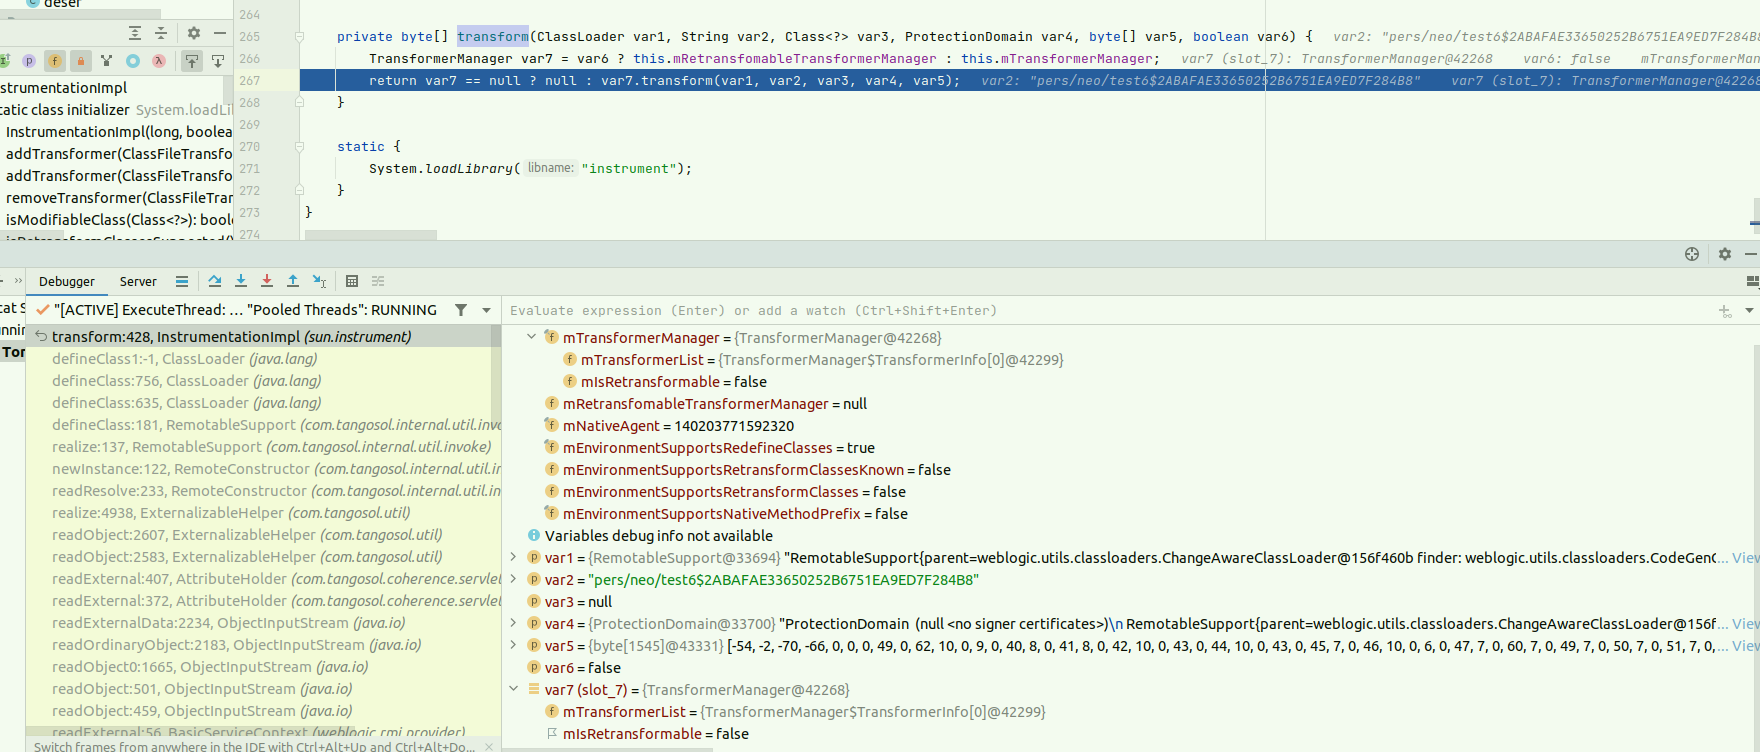 deser
264
265 private byte[] transform(ClassLoader var1, String var2, Class<?> var3, ProtectionDomain var4, byte[] var5, boolean var6) { var2: "pers/neo/test6$2ABAFAE33650252B6751EA9ED7F284B8
266 TransformerManager var7 = var6 ? this.mRetransfomableTransformerManager : this.mTransformerManager; var7 (slot_7): TransformerManager@42268 var6: false mTransformerMan
267 return var7 == null ? null : var7.transform(var1, var2, var3, var4, var5); var2: "pers/neo/test6$2ABAFAE33650252B6751EA9ED7F284B8" var7 (slot_7): TransformerManager@42268
268 }
269
270 static {
271 System.loadLibrary( libname: "instrument");
272 }
273 }
274
nstrumentationImpl
tatic class initializer System.loadLi
InstrumentationImpl(long, boolea
addTransformer(ClassFileTransfo
addTransformer(ClassFileTransfo
removeTransformer(ClassFileTran
isModifiableClass(Class<?>): boole
isRetransformClassesSupported()
Debugger Server
"[ACTIVE] ExecuteThread: … "Pooled Threads": RUNNING
Evaluate expression (Enter) or add a watch (Ctrl+Shift+Enter)
cat S
unnin
Ton
transform:428, InstrumentationImpl (sun.instrument)
defineClass1:-1, ClassLoader (java.lang)
defineClass:756, ClassLoader (java.lang)
defineClass:635, ClassLoader (java.lang)
defineClass:181, RemotableSupport (com.tangosol.internal.util.invo
realize:137, RemotableSupport (com.tangosol.internal.util.invoke)
newInstance:122, RemoteConstructor (com.tangosol.internal.util.in
readResolve:233, RemoteConstructor (com.tangosol.internal.util.in
realize:4938, ExternalizableHelper (com.tangosol.util)
readObject:2607, ExternalizableHelper (com.tangosol.util)
readObject:2583, ExternalizableHelper (com.tangosol.util)
readExternal:407, AttributeHolder (com.tangosol.coherence.servlet
readExternal:372, AttributeHolder (com.tangosol.coherence.servlet
readExternalData:2234, ObjectInputStream (java.io)
readOrdinaryObject:2183, ObjectInputStream (java.io)
readObject0:1665, ObjectInputStream (java.io)
readObject:501, ObjectInputStream (java.io)
readObject:459, ObjectInputStream (java.io)
readExternal:56, BasicServiceContext (weblogic.rmi.provider)
Switch frames from anywhere in the IDE with Ctrl+Alt+Up and Ctrl+Alt+Do...
mTransformerManager = {TransformerManager@42268}
mTransformerList = {TransformerManager$TransformerInfo[0]@42299}
mIsRetransformable = false
mRetransfomableTransformerManager = null
mNativeAgent = 140203771592320
mEnvironmentSupportsRedefineClasses = true
mEnvironmentSupportsRetransformClassesKnown = false
mEnvironmentSupportsRetransformClasses = false
mEnvironmentSupportsNativeMethodPrefix = false
Variables debug info not available
var1 = {RemotableSupport@33694} "RemotableSupport{parent=weblogic.utils.classloaders.ChangeAwareClassLoader@156f460b finder: weblogic.utils.classloaders.CodeGenC... View
var2 = "pers/neo/test6$2ABAFAE33650252B6751EA9ED7F284B8"
var3 = null
var4 = {ProtectionDomain@33700} "ProtectionDomain (null <no signer certificates>)\n RemotableSupport{parent=weblogic.utils.classloaders.ChangeAwareClassLoader@156f... View
var5 = {byte[1545]@43331} [-54, -2, -70, -66, 0, 0, 0, 49, 0, 62, 10, 0, 9, 0, 40, 8, 0, 41, 8, 0, 42, 10, 0, 43, 0, 44, 10, 0, 43, 0, 45, 7, 0, 46, 10, 0, 6, 0, 47, 7, 0, 60, 7, 0, 49, 7, 0, 50, 7, 0, 51, 7, 0,... View
var6 = false
var7 (slot_7) = {TransformerManager@42268}
mTransformerList = {TransformerManager$TransformerInfo[0]@42299}
mIsRetransformable = false